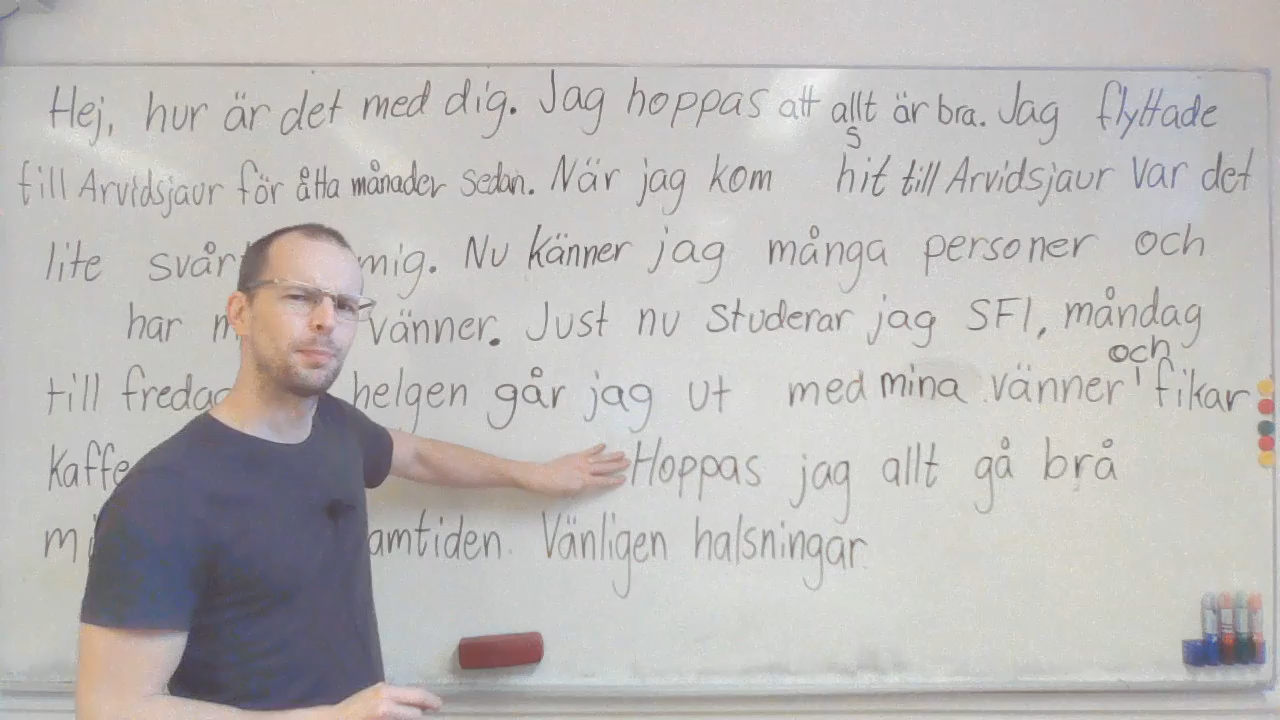 Hej, hur är det med dig. Jag hoppas att allt är bra. Jag flyttade
s
till Arvidsjaur för åtta månader sedan. När jag kom hit till Arvidsjaur var det
lite svår mig. Nu känner jag många personer och
har vänner. Just nu studerar jag SFI, måndag
och
till fredag helgen går jag ut med mina vänner fikar
kaffe Hoppas jag allt gå brå
amtiden. Vänligen halsningar.